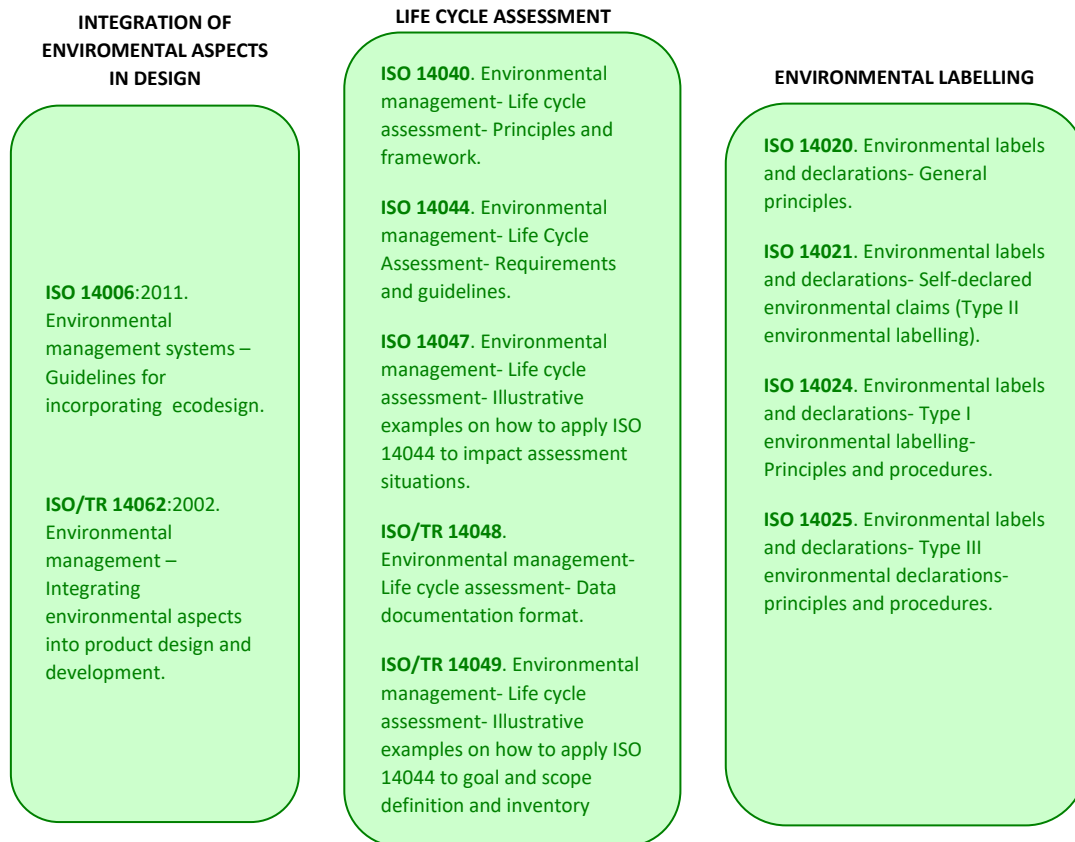 INTEGRATION OF
ENVIROMENTAL ASPECTS
IN DESIGN
ISO 14006:2011.
Environmental
management systems –
Guidelines for
incorporating ecodesign.
ISO/TR 14062:2002.
Environmental
management –
Integrating
environmental aspects
into product design and
development.
LIFE CYCLE ASSESSMENT
ISO 14040. Environmental
management- Life cycle
assessment- Principles and
framework.
ISO 14044. Environmental
management- Life Cycle
Assessment- Requirements
and guidelines.
ISO 14047. Environmental
management- Life cycle
assessment- Illustrative
examples on how to apply ISO
14044 to impact assessment
situations.
ISO/TR 14048.
Environmental management-
Life cycle assessment- Data
documentation format.
ISO/TR 14049. Environmental
management- Life cycle
assessment- Illustrative
examples on how to apply ISO
14044 to goal and scope
definition and inventory
ENVIRONMENTAL LABELLING
ISO 14020. Environmental labels
and declarations- General
principles.
ISO 14021. Environmental labels
and declarations- Self-declared
environmental claims (Type II
environmental labelling).
ISO 14024. Environmental labels
and declarations- Type I
environmental labelling-
Principles and procedures.
ISO 14025. Environmental labels
and declarations- Type III
environmental declarations-
principles and procedures.